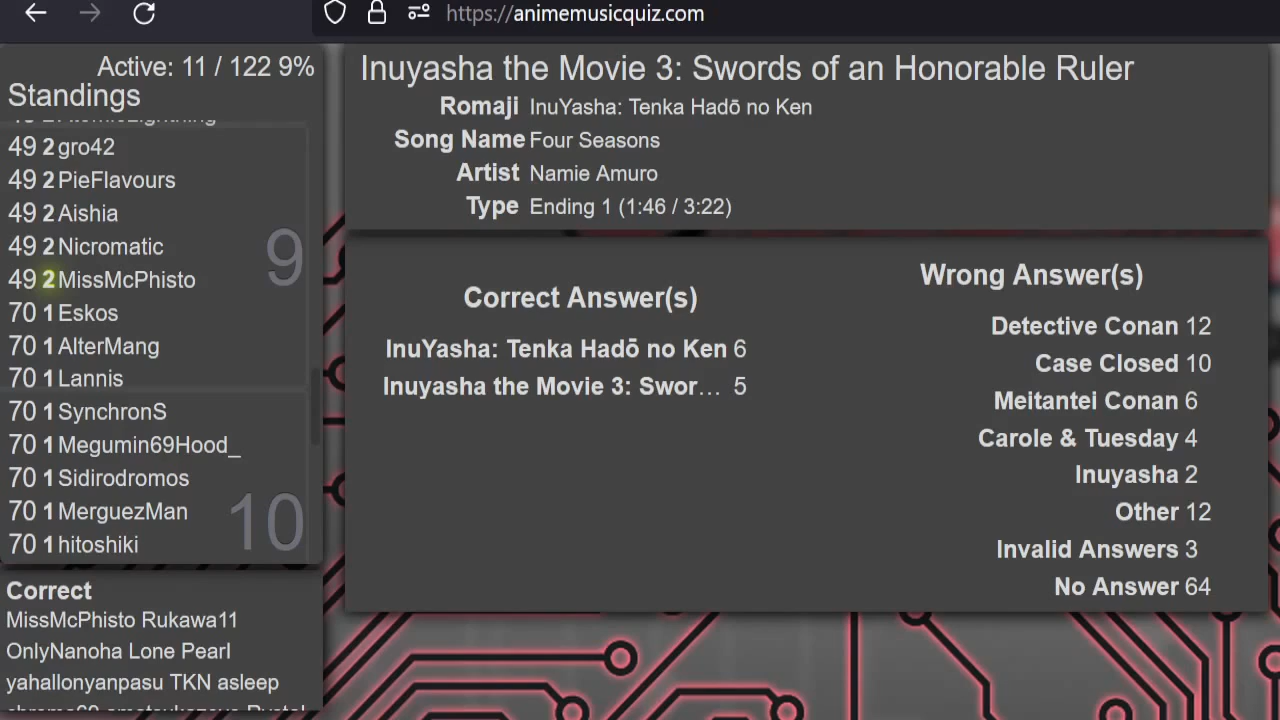 https://animemusicquiz.com
Active: 11 / 122 9%
Standings
49 2 gro42
49 2 PieFlavours
49 2 Aishia
49 2 Nicromatic
49 2 MissMcPhisto
9
70 1 Eskos
70 1 AlterMang
70 1 Lannis
70 1 SynchronS
70 1 Megumin69Hood_
70 1 Sidirodromos
70 1 MerguezMan
70 1 hitoshiki
10
Correct
MissMcPhisto Rukawa11
OnlyNanoha Lone Pearl
yahallonyanpasu TKN asleep
Inuyasha the Movie 3: Swords of an Honorable Ruler
Romaji InuYasha: Tenka Hadō no Ken
Song Name Four Seasons
Artist Namie Amuro
Type Ending 1 (1:46 / 3:22)
Correct Answer(s)
InuYasha: Tenka Hadō no Ken 6
Inuyasha the Movie 3: Swor... 5
Wrong Answer(s)
Detective Conan 12
Case Closed 10
Meitantei Conan 6
Carole & Tuesday 4
Inuyasha 2
Other 12
Invalid Answers 3
No Answer 64